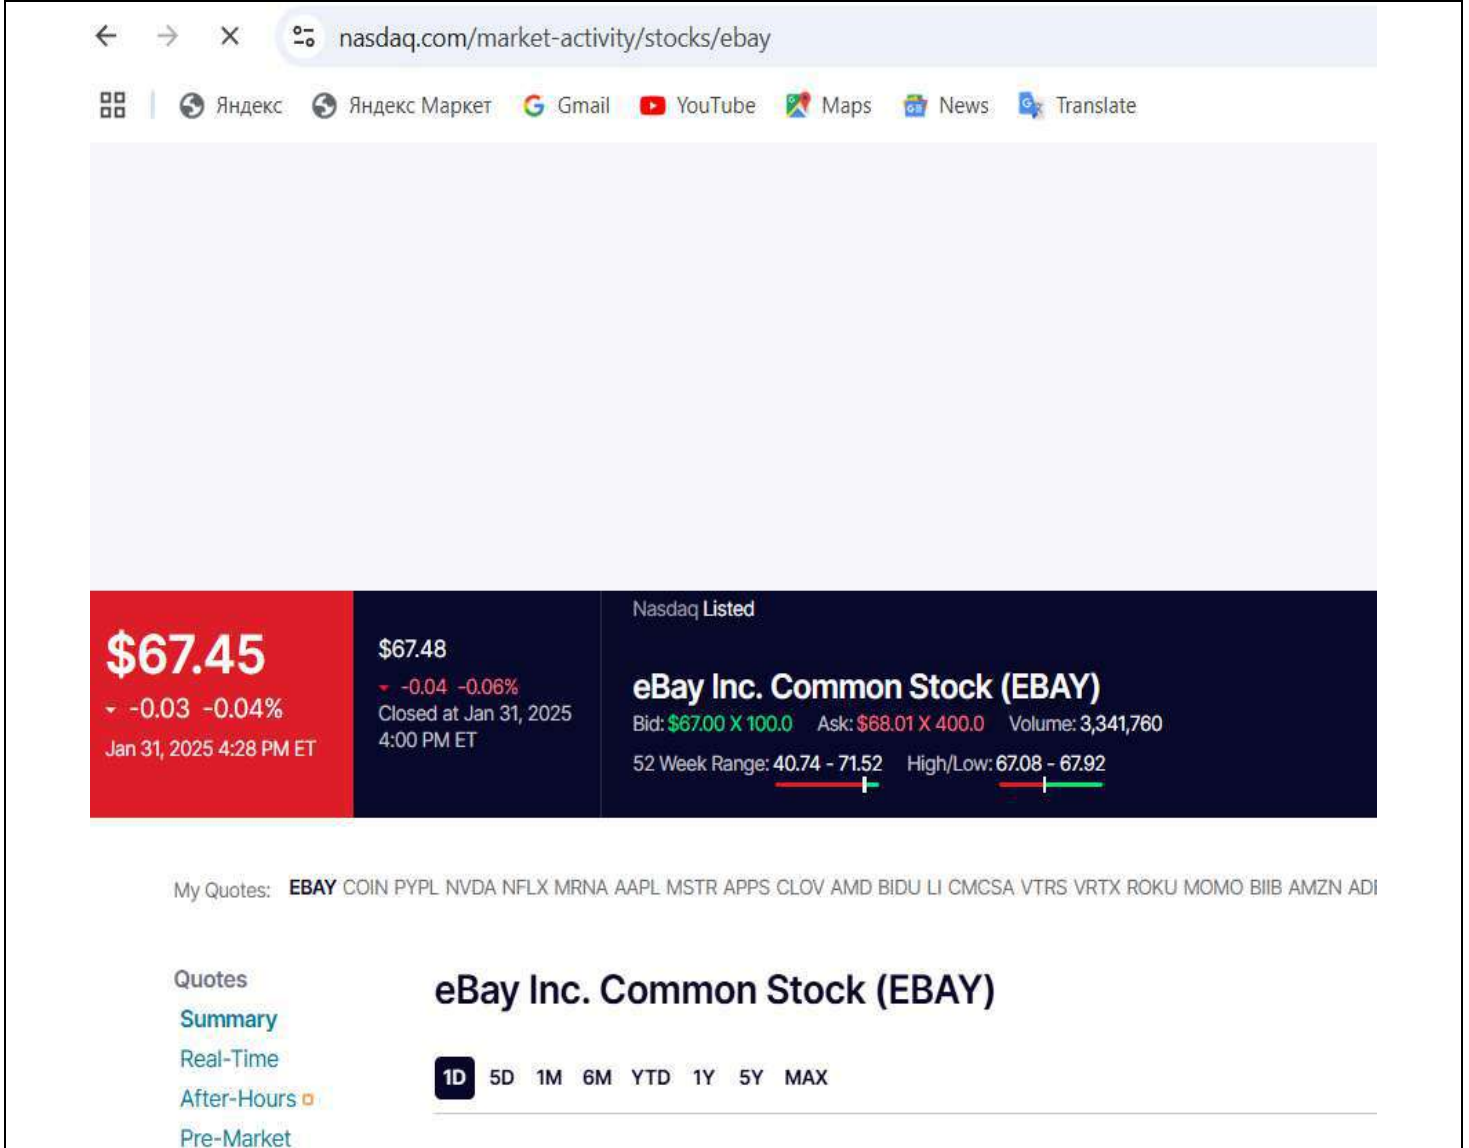 nasdaq.com/market-activity/stocks/ebay
Яндекс Яндекс Маркет Gmail YouTube Maps News Translate
$67.45
-0.03 -0.04%
Jan 31, 2025 4:28 PM ET
$67.48
-0.04 -0.06%
Closed at Jan 31, 2025
4:00 PM ET
Nasdaq Listed
eBay Inc. Common Stock (EBAY)
Bid: $67.00 X 100.0 Ask: $68.01 X 400.0 Volume: 3,341,760
52 Week Range: 40.74 - 71.52 High/Low: 67.08 - 67.92
My Quotes: EBAY COIN PYPL NVDA NFLX MRNA AAPL MSTR APPS CLOV AMD BIDU LI CMCSA VTRS VRTX ROKU MOMO BIIB AMZN
Quotes
Summary
Real-Time
After-Hours
Pre-Market
eBay Inc. Common Stock (EBAY)
1D 5D 1M 6M YTD 1Y 5Y MAX